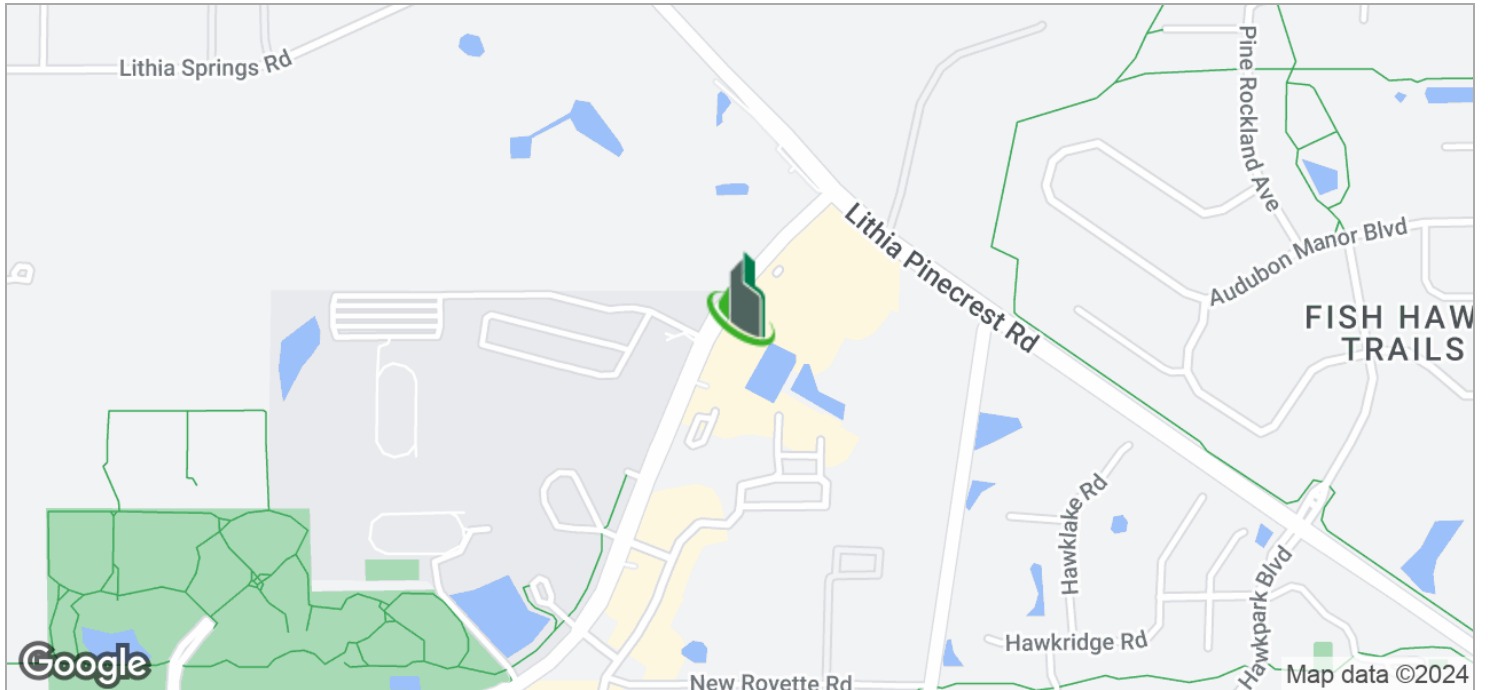 Lithia Springs Rd
Pine Rockland Ave
Lithia Pinecrest Rd
Audubon Manor Blvd
FISH HAW
TRAILS
Hawklake Rd
Hawkridge Rd
Hawkpark Blvd
New Rovette Rd
Google
Map data ©2024